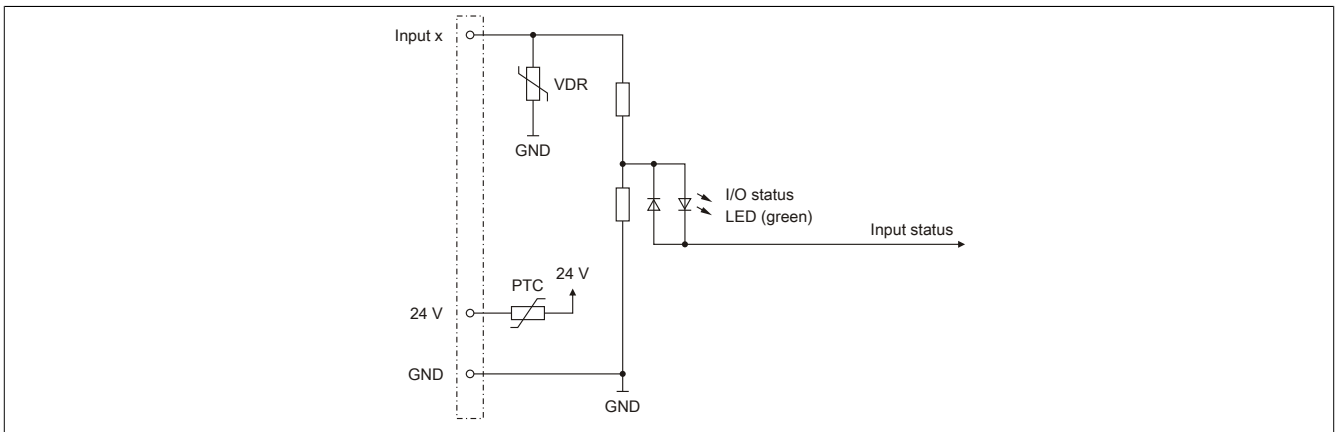 Input x
VDR
GND
I/O status
LED (green)
Input status
24 V
PTC
24 V
GND
GND